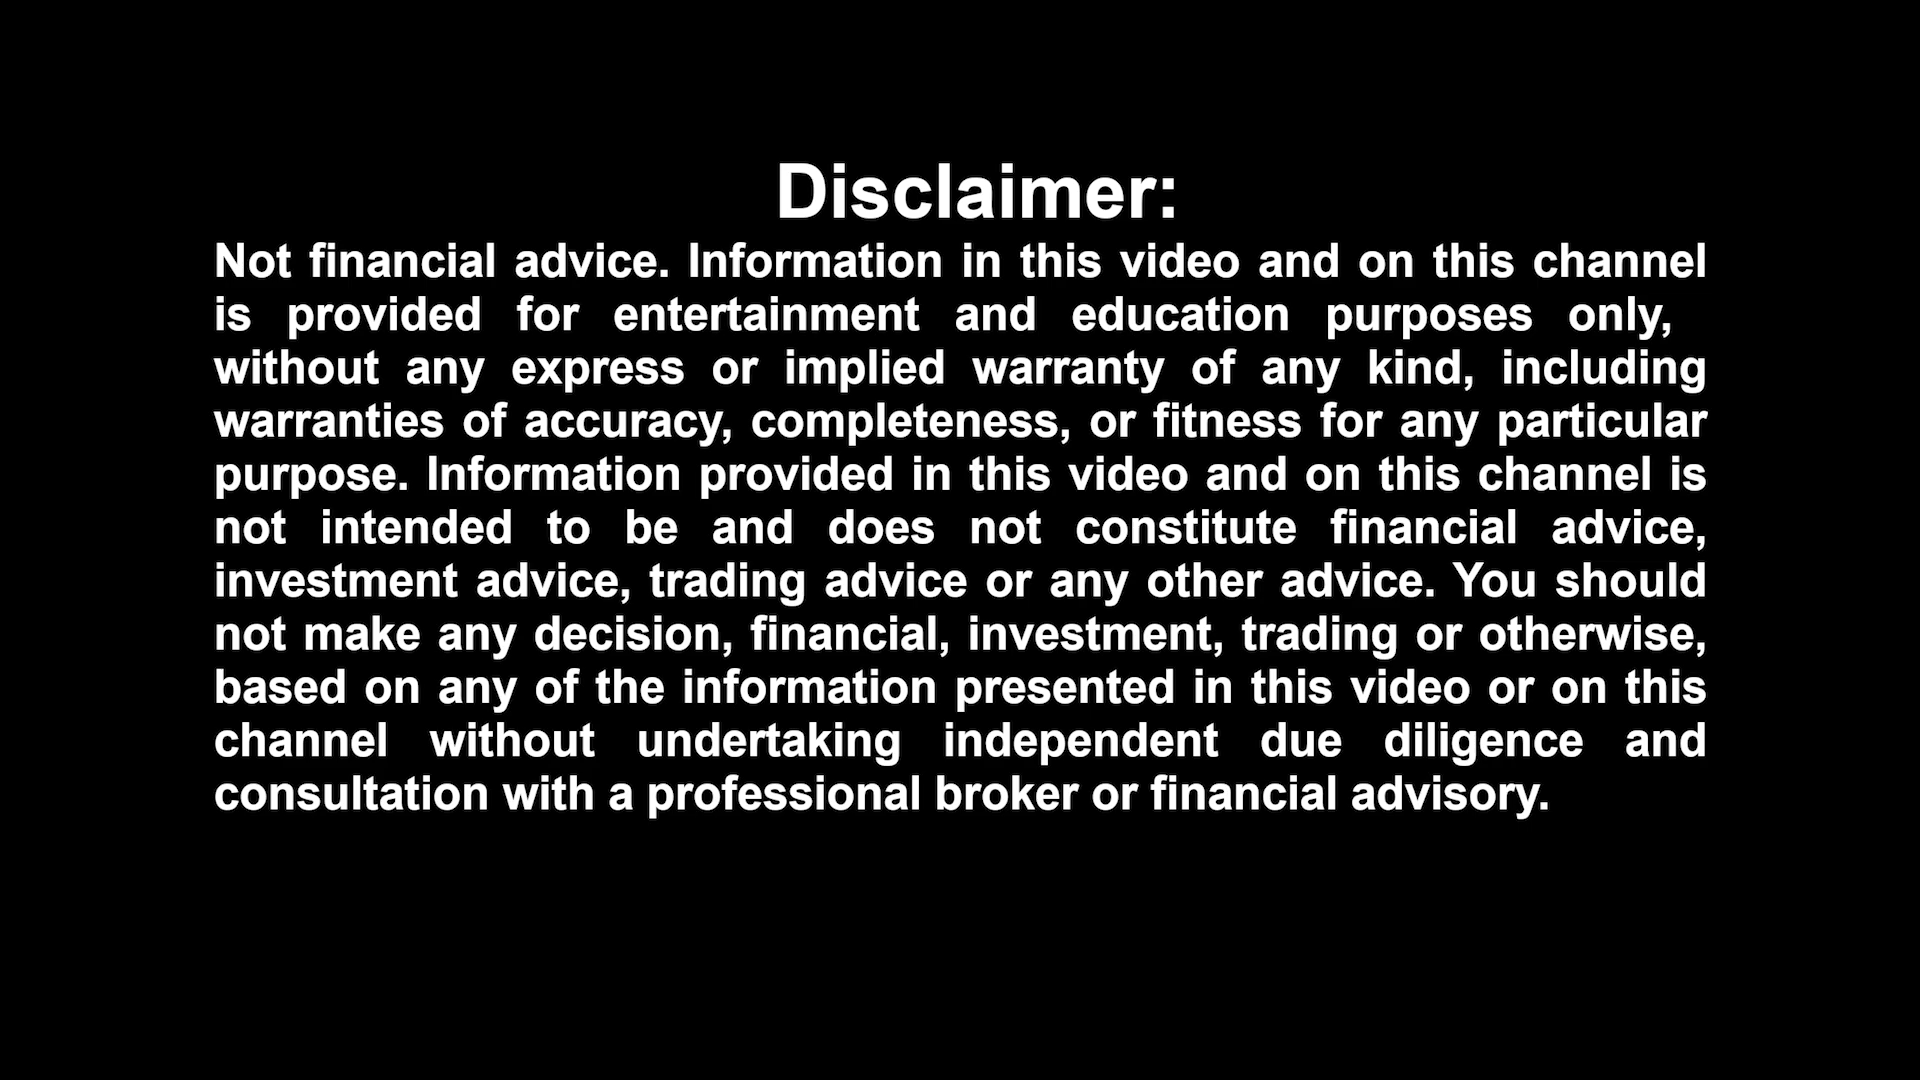 Disclaimer:
Not financial advice. Information in this video and on this channel
is provided for entertainment and education purposes only,
without any express or implied warranty of any kind, including
warranties of accuracy, completeness, or fitness for any particular
purpose. Information provided in this video and on this channel is
not intended to be and does not constitute financial advice,
investment advice, trading advice or any other advice. You should
not make any decision, financial, investment, trading or otherwise,
based on any of the information presented in this video or on this
channel without undertaking independent due diligence and
consultation with a professional broker or financial advisory.